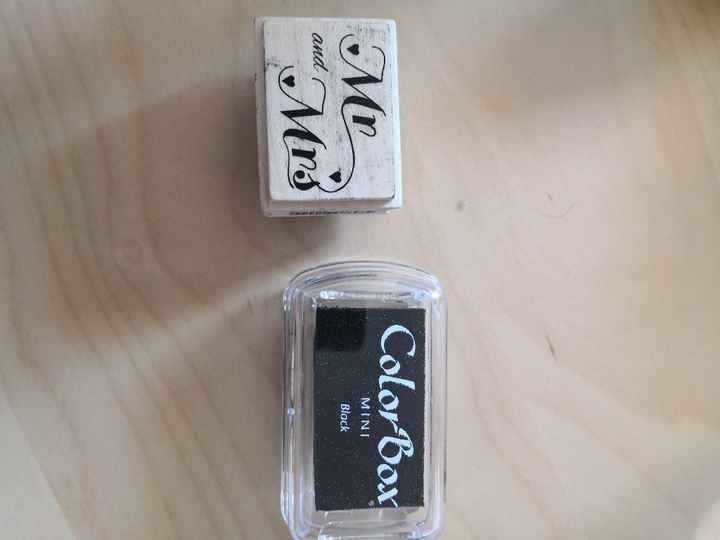 Mr
and
Mrs
ColorBox®
MINI
Black